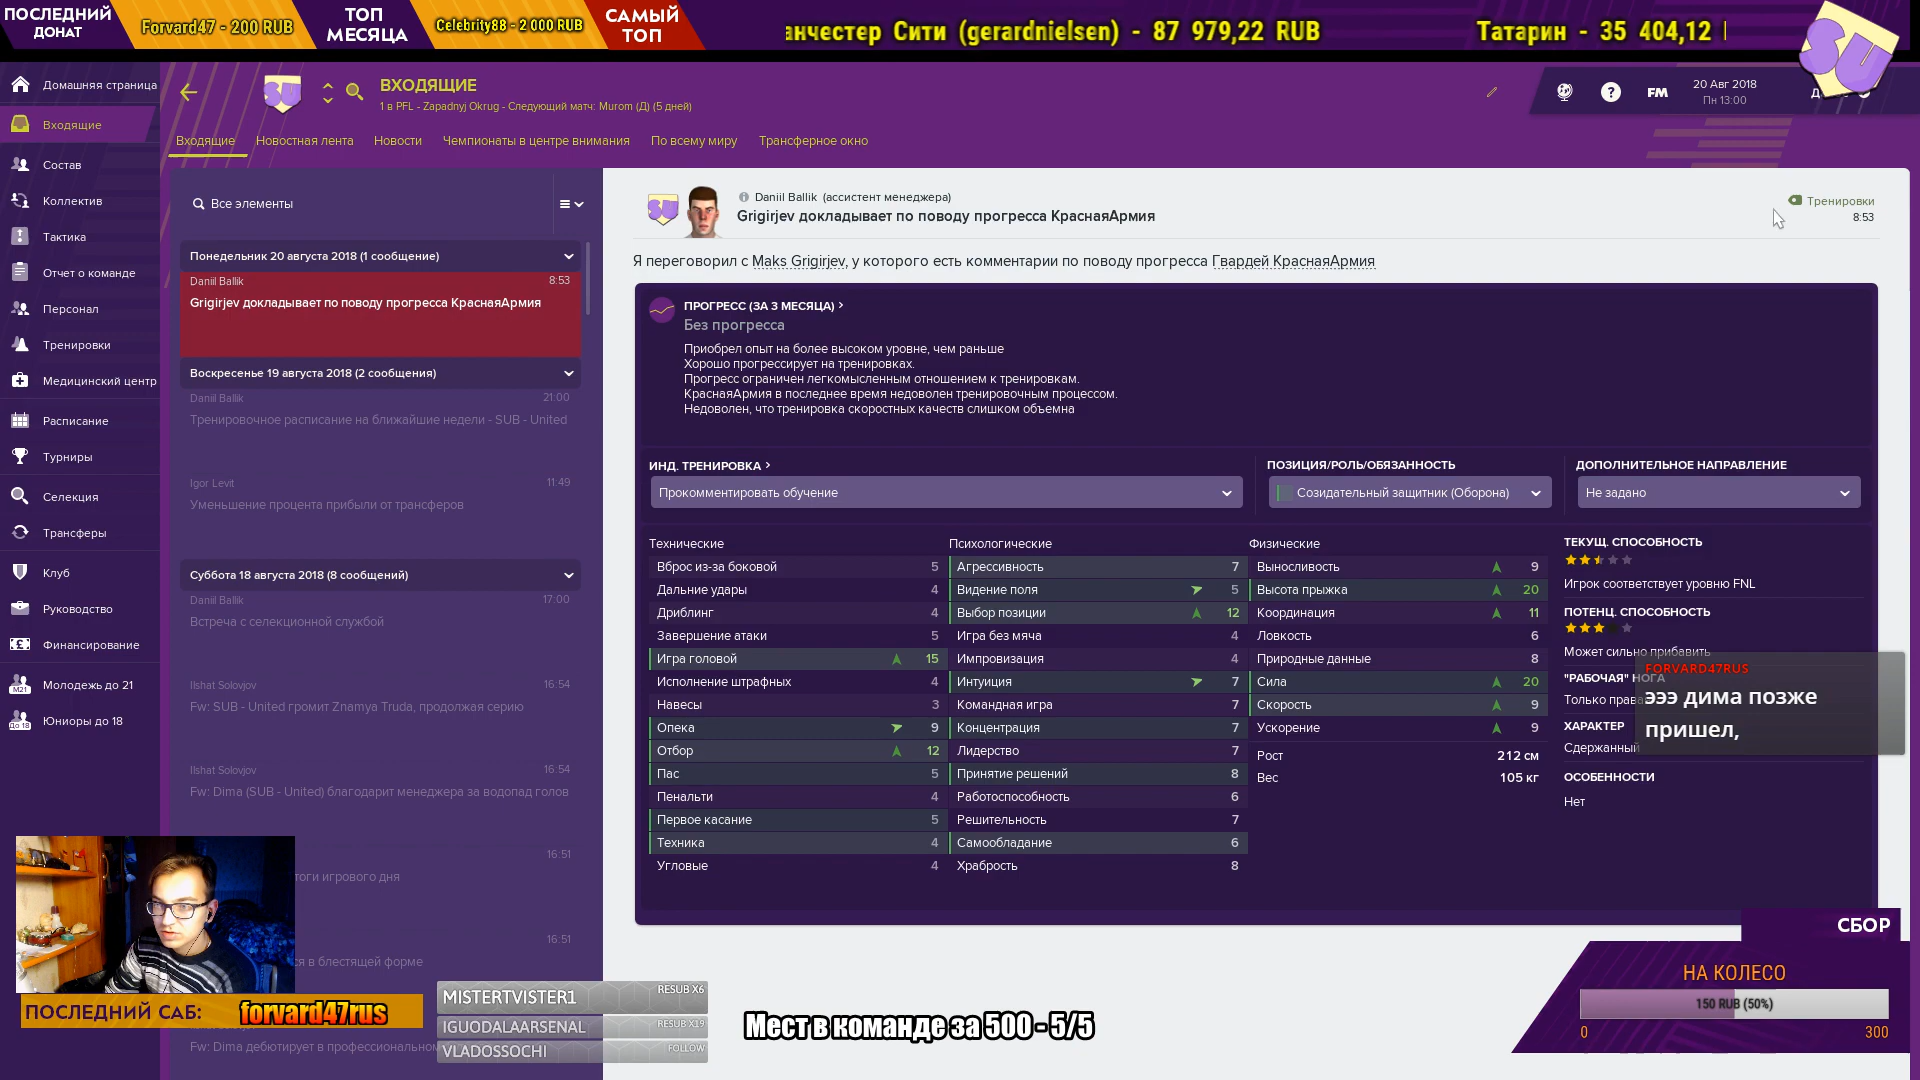 ПОСЛЕДНИЙ
ДОНАТ
Forvard47 - 200 RUB
ТОП
МЕСЯЦА
Celebrity88 - 2 000 RUB
САМЫЙ
ТОП
анчестер Сити (gerardnielsen) - 87 979,22 RUB
Татарин - 35 404,12
SU
Домашняя страница
Входящие
Состав
Коллектив
Тактика
Отчет о команде
Персонал
Тренировки
Медицинский центр
Расписание
Турниры
Селекция
Трансферы
Клуб
Руководство
Финансирование
Молодежь до 21
Юниоры до 18
ВХОДЯЩИЕ
1 в PFL - Zapadnyj Okrug - Следующий матч: Murom (Д) (5 дней)
FM
20 Авг 2018
Пн 13:00
Входящие
Новостная лента
Новости
Чемпионаты в центре внимания
По всему миру
Трансферное окно
Все элементы
Понедельник 20 августа 2018 (1 сообщение)
Daniil Ballik 8:53
Grigirjev докладывает по поводу прогресса КраснаяАрмия
Воскресенье 19 августа 2018 (2 сообщения)
Daniil Ballik 21:00
Тренировочное расписание на ближайшие недели - SUB - United
Igor Levit 11:49
Уменьшение процента прибыли от трансферов
Суббота 18 августа 2018 (8 сообщений)
Daniil Ballik 17:00
Встреча с селекционной службой
Ilshat Solovjov 16:54
Fw: SUB - United громит Znamya Truda, продолжая серию
Ilshat Solovjov 16:54
Fw: Dima (SUB - United) благодарит менеджера за водопад голов
16:51
тоги игрового дня
16:51
ся в блестящей форме
Fw: Dima дебютирует в профессиональном
Daniil Ballik (ассистент менеджера)
Grigirjev докладывает по поводу прогресса КраснаяАрмия
Тренировки
8:53
Я переговорил с Maks Grigirjev, у которого есть комментарии по поводу прогресса Гвардей КраснаяАрмия
ПРОГРЕСС (ЗА 3 МЕСЯЦА)
Без прогресса
Приобрел опыт на более высоком уровне, чем раньше
Хорошо прогрессирует на тренировках.
Прогресс ограничен легкомысленным отношением к тренировкам.
КраснаяАрмия в последнее время недоволен тренировочным процессом.
Недоволен, что тренировка скоростных качеств слишком объемна
ИНД. ТРЕНИРОВКА
Прокомментировать обучение
ПОЗИЦИЯ/РОЛЬ/ОБЯЗАННОСТЬ
Созидательный защитник (Оборона)
ДОПОЛНИТЕЛЬНОЕ НАПРАВЛЕНИЕ
Не задано
Технические
Вброс из-за боковой 5
Дальние удары 4
Дриблинг 4
Завершение атаки 5
Игра головой 15
Исполнение штрафных 4
Навесы 3
Опека 9
Отбор 12
Пас 5
Пенальти 4
Первое касание 5
Техника 4
Угловые 4
Психологические
Агрессивность 7
Видение поля 5
Выбор позиции 12
Игра без мяча 4
Импровизация 4
Интуиция 7
Командная игра 7
Концентрация 7
Лидерство 7
Принятие решений 8
Работоспособность 6
Решительность 7
Самообладание 6
Храбрость 8
Физические
Выносливость 9
Высота прыжка 20
Координация 11
Ловкость 6
Природные данные 8
Сила 20
Скорость 9
Ускорение 9
Рост 212 см
Вес 105 кг
ТЕКУЩ. СПОСОБНОСТЬ
Игрок соответствует уровню FNL
ПОТЕНЦ. СПОСОБНОСТЬ
Может сильно прибавить
"РАБОЧАЯ" НОГА
Только права
ХАРАКТЕР
Сдержанный
ОСОБЕННОСТИ
Нет
FORVARD47RUS
эээ дима позже
пришел,
ПОСЛЕДНИЙ САБ: forvard47rus
MISTERTVISTER1 RESUB X6
IGUODALAARSENAL RESUB X19
VLADOSSOCHI FOLLOW
Мест в команде за 500 - 5/5
СБОР
НА КОЛЕСО
150 RUB (50%)
0 300